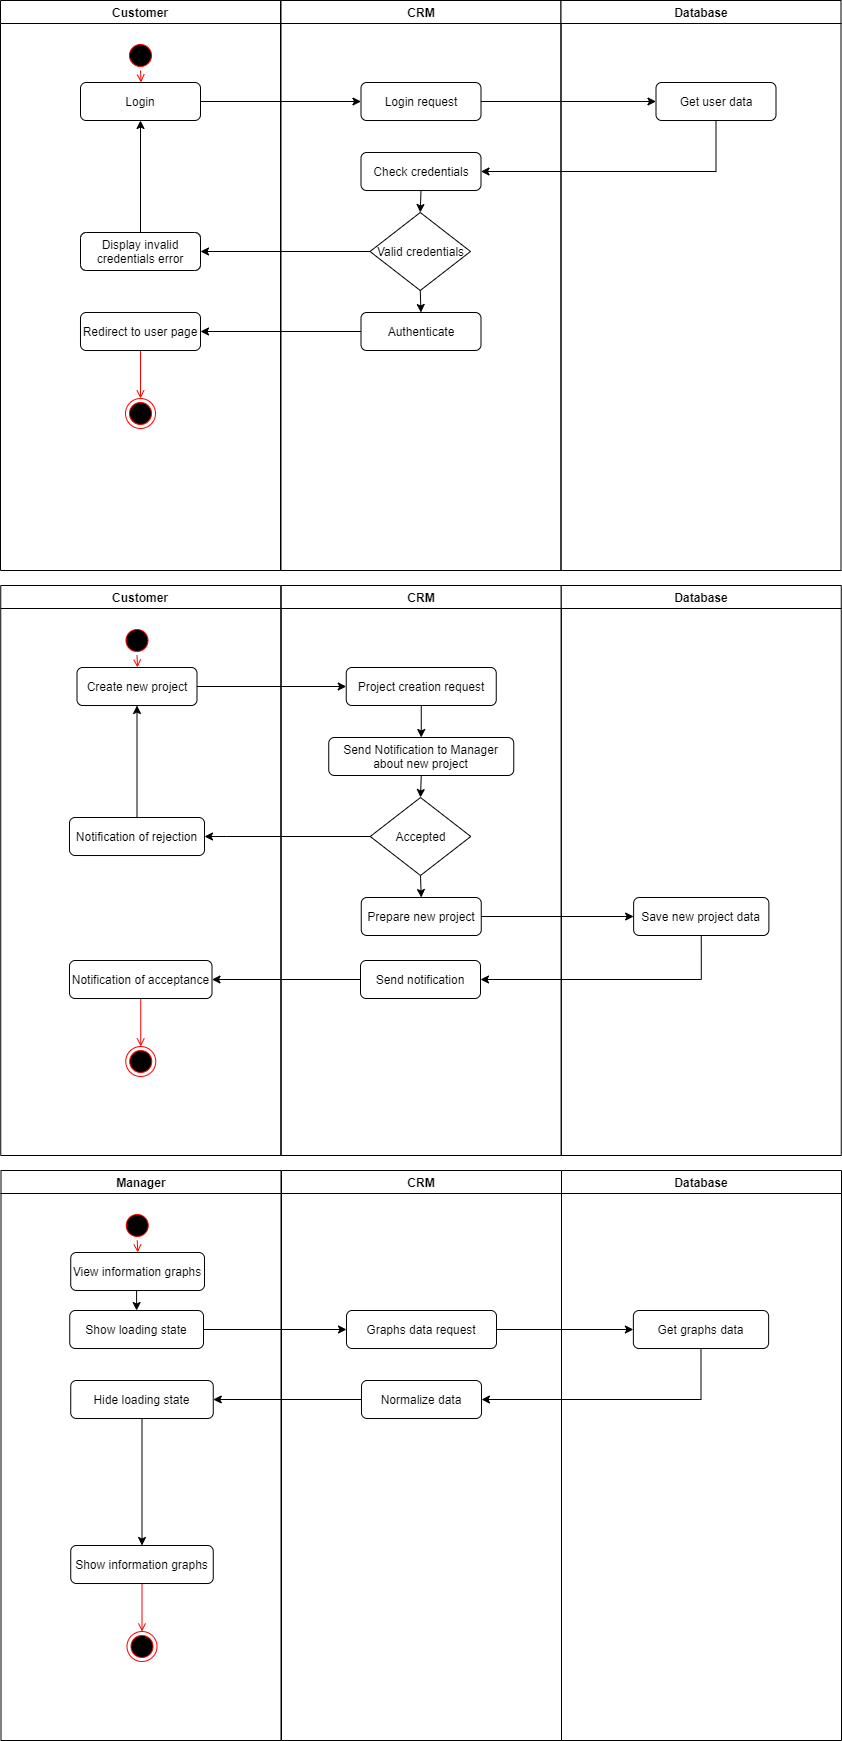 Customer
CRM
Database
Login
Login request
Get user data
Check credentials
Display invalid
credentials error
Valid credentials
Redirect to user page
Authenticate
Customer
CRM
Database
Create new project
Project creation request
Send Notification to Manager
about new project
Notification of rejection
Accepted
Prepare new project
Save new project data
Notification of acceptance
Send notification
Manager
CRM
Database
View information graphs
Show loading state
Graphs data request
Get graphs data
Hide loading state
Normalize data
Show information graphs